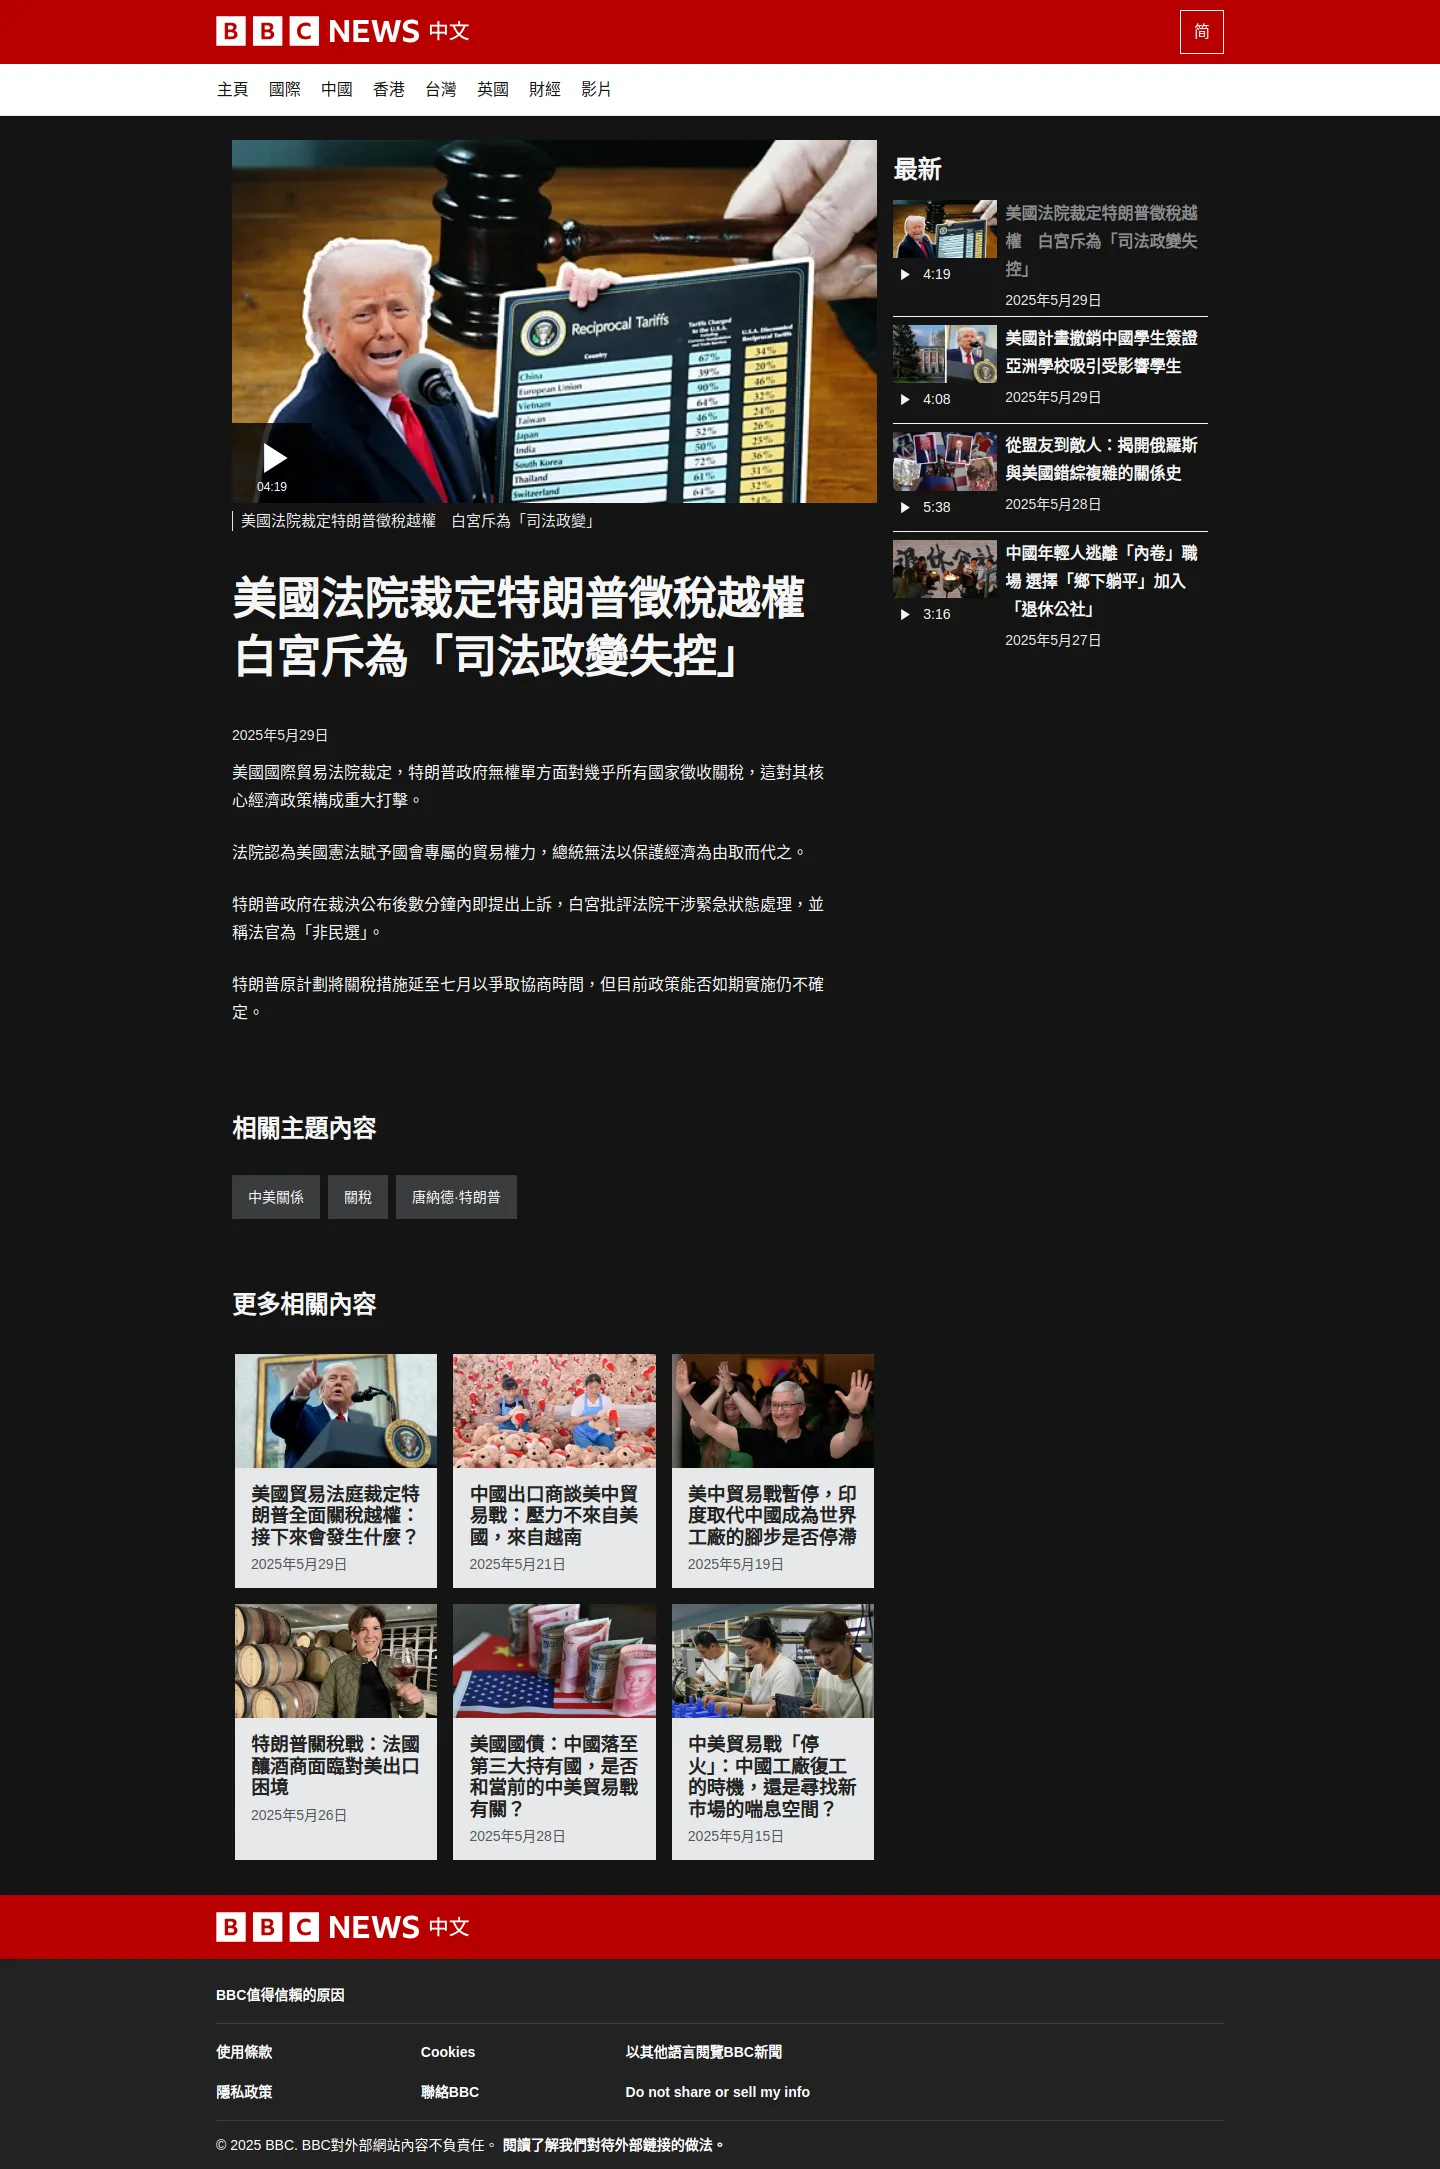 BBC NEWS 中文
简
主頁 國際 中國 香港 台灣 英國 財經 影片
Reciprocal Tariffs
Country
Tariffs Charged
to the U.S.A.
U.S.A. Discounted
Reciprocal Tariffs
China 67% 34%
European Union 39% 20%
Vietnam 90% 46%
Taiwan 64% 32%
Japan 46% 24%
India 52% 26%
South Korea 50% 25%
Thailand 72% 36%
Switzerland 61% 31%
64% 32%
24%
04:19
美國法院裁定特朗普徵稅越權　白宮斥為「司法政變」
美國法院裁定特朗普徵稅越權
白宮斥為「司法政變失控」
2025年5月29日
美國國際貿易法院裁定，特朗普政府無權單方面對幾乎所有國家徵收關稅，這對其核
心經濟政策構成重大打擊。
法院認為美國憲法賦予國會專屬的貿易權力，總統無法以保護經濟為由取而代之。
特朗普政府在裁決公布後數分鐘內即提出上訴，白宮批評法院干涉緊急狀態處理，並
稱法官為「非民選」。
特朗普原計劃將關稅措施延至七月以爭取協商時間，但目前政策能否如期實施仍不確
定。
最新
美國法院裁定特朗普徵稅越
權　白宮斥為「司法政變失
控」
4:19
2025年5月29日
美國計畫撤銷中國學生簽證
亞洲學校吸引受影響學生
4:08
2025年5月29日
從盟友到敵人：揭開俄羅斯
與美國錯綜複雜的關係史
5:38
2025年5月28日
退休公社
中國年輕人逃離「內卷」職
場 選擇「鄉下躺平」加入
「退休公社」
3:16
2025年5月27日
相關主題內容
中美關係 關稅 唐納德·特朗普
更多相關內容
美國貿易法庭裁定特
朗普全面關稅越權：
接下來會發生什麼？
2025年5月29日
中國出口商談美中貿
易戰：壓力不來自美
國，來自越南
2025年5月21日
美中貿易戰暫停，印
度取代中國成為世界
工廠的腳步是否停滯
2025年5月19日
特朗普關稅戰：法國
釀酒商面臨對美出口
困境
2025年5月26日
美國國債：中國落至
第三大持有國，是否
和當前的中美貿易戰
有關？
2025年5月28日
中美貿易戰「停
火」：中國工廠復工
的時機，還是尋找新
市場的喘息空間？
2025年5月15日
BBC NEWS 中文
BBC值得信賴的原因
使用條款 Cookies 以其他語言閱覽BBC新聞
隱私政策 聯絡BBC Do not share or sell my info
© 2025 BBC. BBC對外部網站內容不負責任。 閱讀了解我們對待外部鏈接的做法。